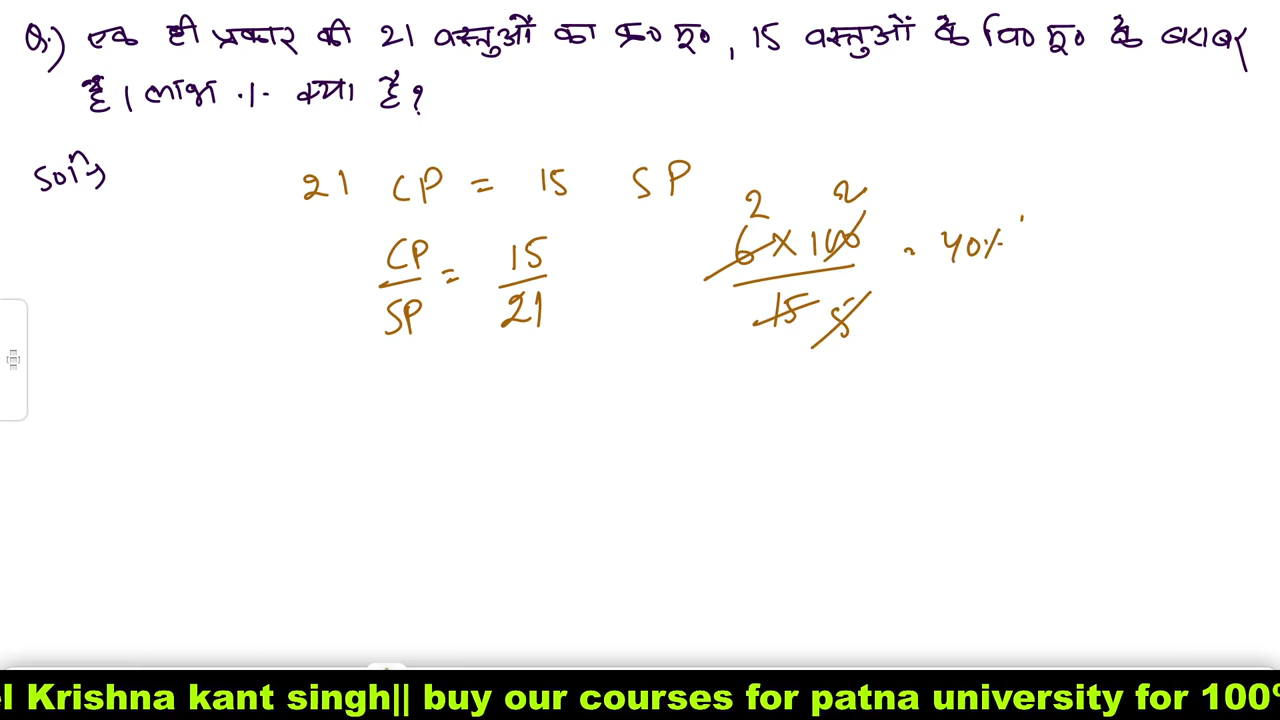 Q.) एक ही प्रकार की 21 वस्तुओं का क्र० मू०, 15 वस्तुओं के वि० मू० के बराबर
है। लाभ % क्या है?
Solⁿ→
21 CP = 15 SP
CP/SP = 15/21
2 20
6 × 100 / 15 5 = 40%
el Krishna kant singh|| buy our courses for patna university for 100%